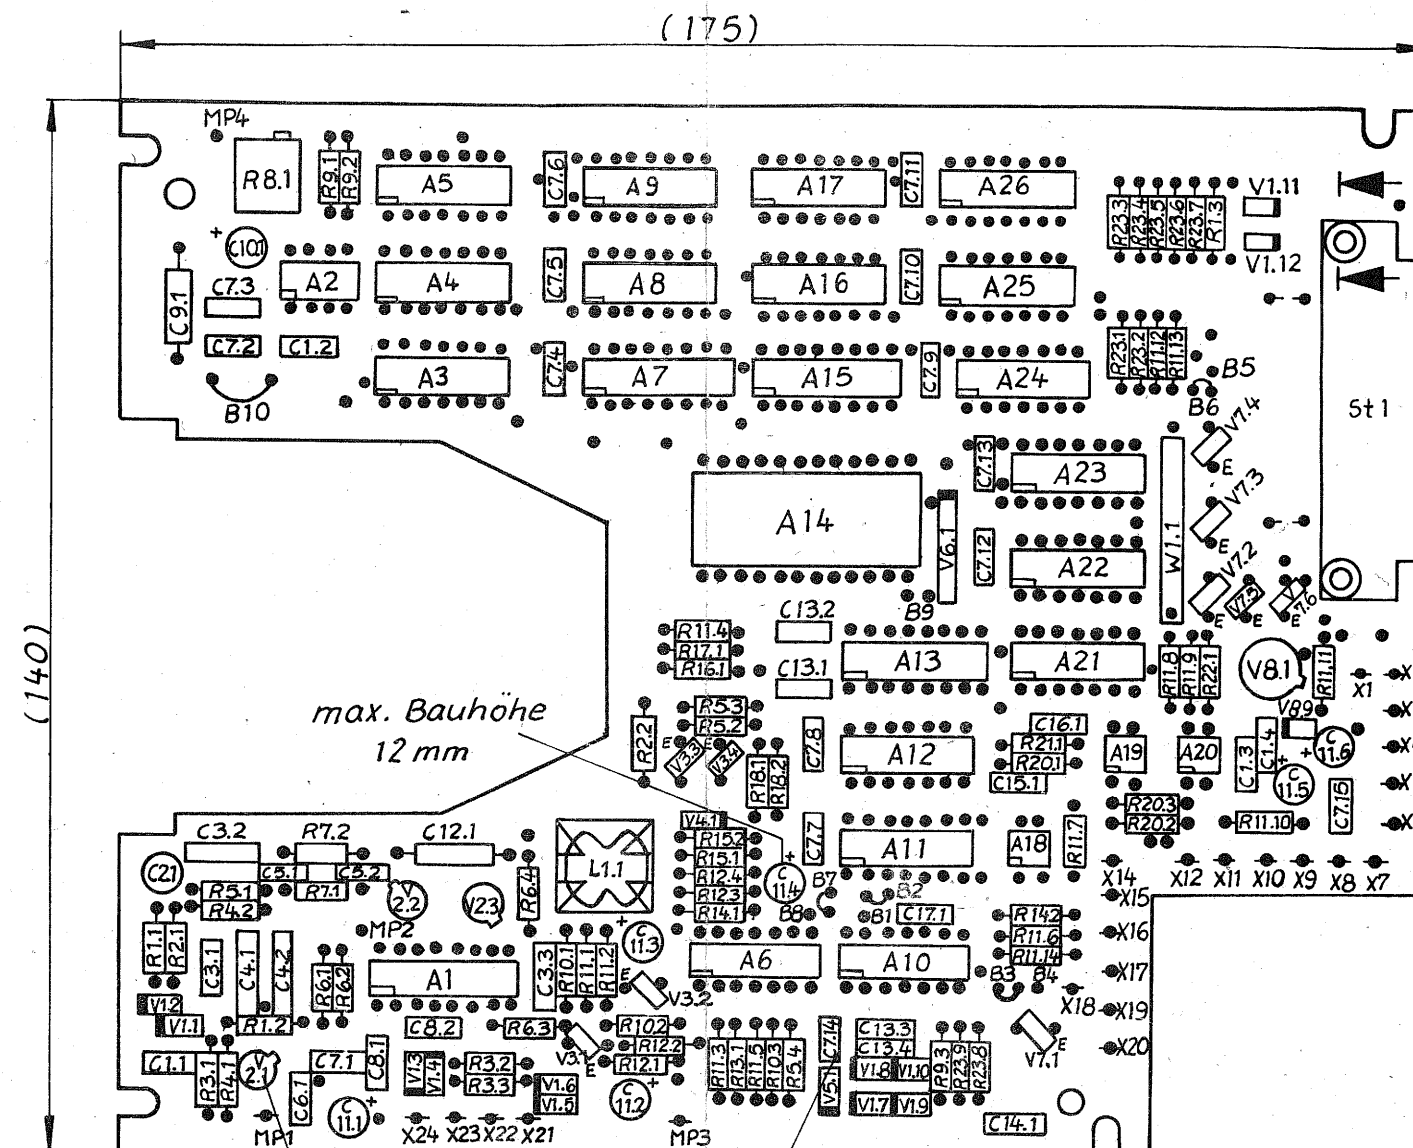 (175)
(140)
MP4
R8.1
R9.1
R9.2
A5
C7.6
A9
A17
C7.11
A26
R23.3
R23.4
R23.5
R23.6
R23.7
R1.3
V1.11
V1.12
+
C10.1
C9.1
C7.3
A2
A4
C7.5
A8
A16
C7.10
A25
C7.2
C1.2
A3
C7.4
A7
A15
C7.9
A24
R23.1
R23.2
R11.12
R11.13
B5
B6
St 1
B10
V7.4
E
C7.13
A23
A14
V6.1
W1.1
V7.3
E
C7.12
A22
V7.2
E
V7.5
E
V7.6
E
B9
C13.2
R11.4
R17.1
R16.1
A13
A21
C13.1
R11.8
R11.9
R22.1
V8.1
R11.11
X1
X
X
X
X
X
max. Bauhöhe
12 mm
R2.2
R5.3
R5.2
E
V3.3
E
V3.4
R18.1
R18.2
C7.8
A12
C16.1
R21.1
R20.1
C15.1
A19
A20
V8.9
C1.3
C1.4
C 11.6
+
C 11.5
+
C7.15
R20.3
R20.2
R11.10
C3.2
R7.2
C12.1
V4.1
L1.1
R15.2
R15.1
R12.4
R12.3
R14.1
C7.7
A11
A18
R11.7
C 11.4
+
C2.1
C5.1
C5.2
R5.1
R7.1
R4.2
V 2.2
V2.3
R6.4
B7
B8
B2
B1
C17.1
X14
X12
X11
X10
X9
X8
X7
X15
MP2
R1.1
R2.1
C3.1
C4.1
C4.2
R6.1
R6.2
A1
C3.3
R10.1
R11.1
R11.2
+
C 11.3
A6
A10
R14.2
R11.6
R11.14
X16
X17
B3
B4
E
V3.2
X18
X19
V1.2
V1.1
R1.2
C8.2
R6.3
R10.2
R12.2
R12.1
V3.1
E
V7.1
E
X20
C1.1
R3.1
R4.1
V 2.1
C7.1
C8.1
V1.3
V1.4
R3.2
R3.3
V1.6
V1.5
C 11.2
+
R11.3
R13.1
R11.5
R10.3
R5.4
C7.14
V5.1
C13.3
C13.4
V1.8
V1.10
V1.7
V1.9
R9.3
R23.9
R23.8
C6.1
C 11.1
+
C14.1
MP1
X24
X23
X22
X21
MP3